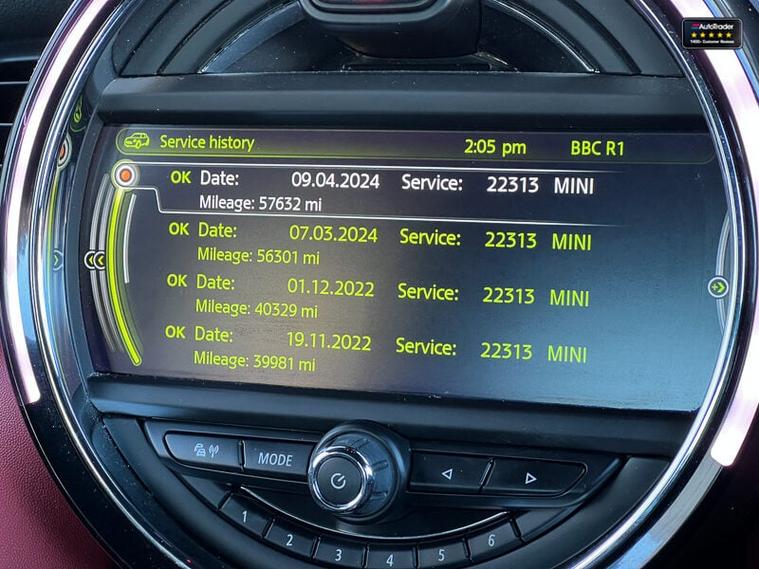 AutoTrader
Service history 2:05 pm BBC R1
OK Date: 09.04.2024 Service: 22313 MINI
Mileage: 57632 mi
OK Date: 07.03.2024 Service: 22313 MINI
Mileage: 56301 mi
OK Date: 01.12.2022 Service: 22313 MINI
Mileage: 40329 mi
OK Date: 19.11.2022 Service: 22313 MINI
Mileage: 39981 mi
MODE
1 2 3 4 5 6